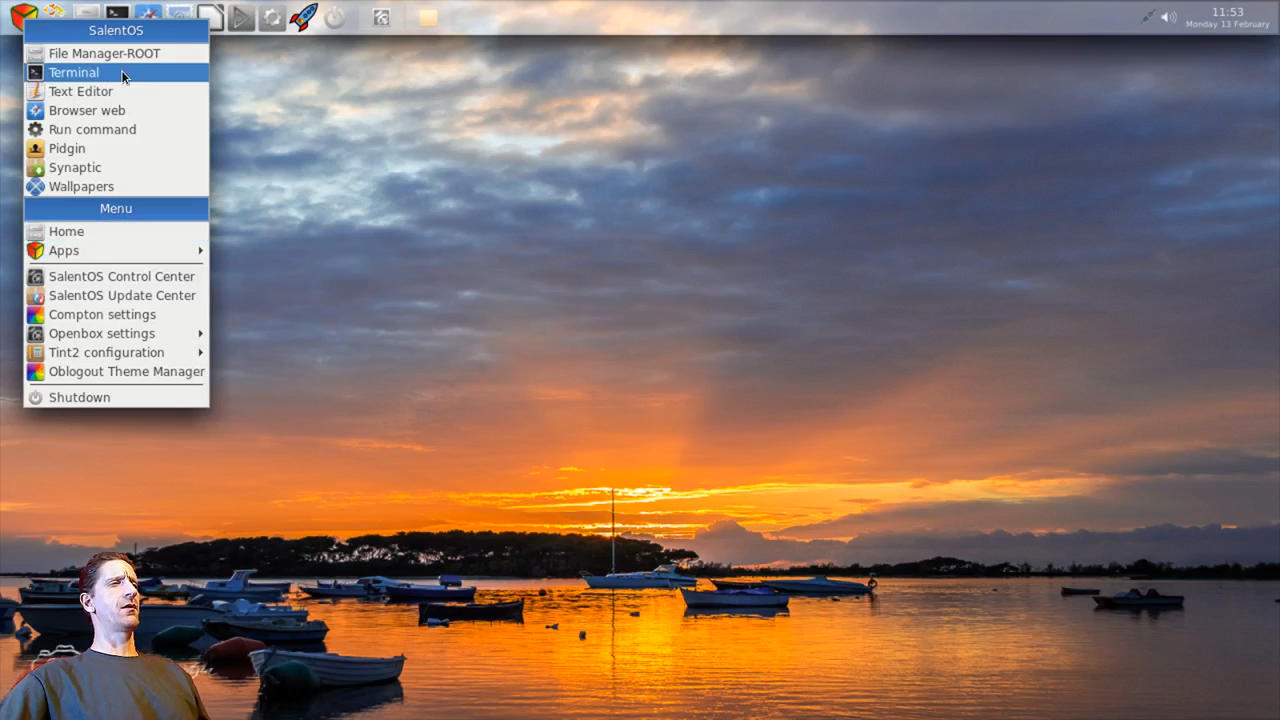 11:53
Monday 13 February
SalentOS
File Manager-ROOT
Terminal
Text Editor
Browser web
Run command
Pidgin
Synaptic
Wallpapers
Menu
Home
Apps
SalentOS Control Center
SalentOS Update Center
Compton settings
Openbox settings
Tint2 configuration
Oblogout Theme Manager
Shutdown